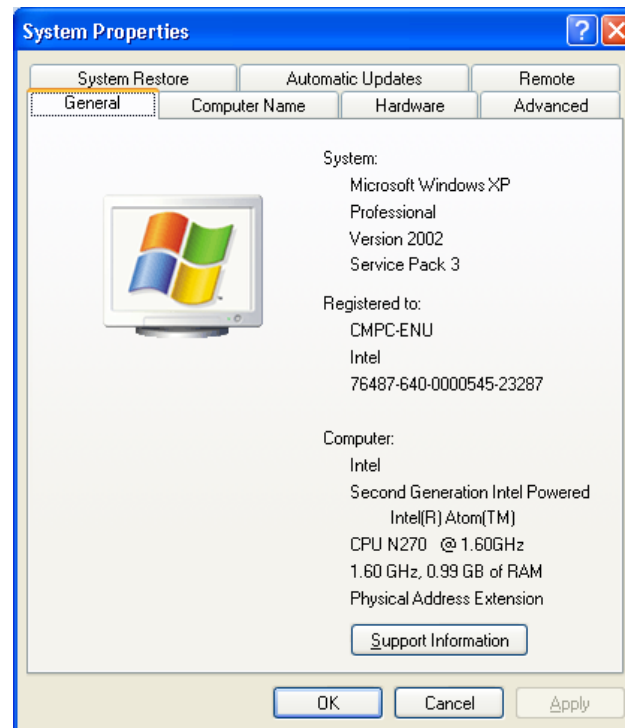 System Properties
System Restore
Automatic Updates
Remote
General
Computer Name
Hardware
Advanced
System:
Microsoft Windows XP
Professional
Version 2002
Service Pack 3
Registered to:
CMPC-ENU
Intel
76487-640-0000545-23287
Computer:
Intel
Second Generation Intel Powered
Intel(R) Atom(TM)
CPU N270 @ 1.60GHz
1.60 GHz, 0.99 GB of RAM
Physical Address Extension
Support Information
OK
Cancel
Apply